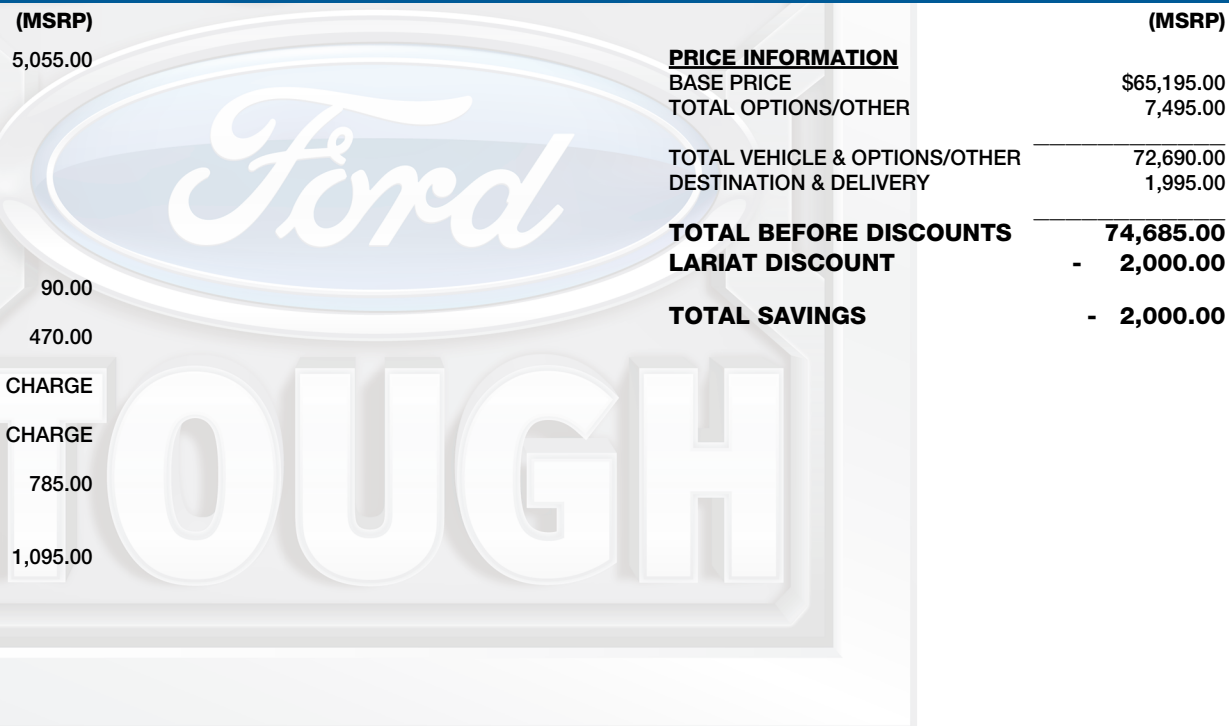 (MSRP)
5,055.00
90.00
470.00
CHARGE
CHARGE
785.00
1,095.00
Ford
TOUGH
(MSRP)
PRICE INFORMATION
BASE PRICE $65,195.00
TOTAL OPTIONS/OTHER 7,495.00
TOTAL VEHICLE & OPTIONS/OTHER 72,690.00
DESTINATION & DELIVERY 1,995.00
TOTAL BEFORE DISCOUNTS 74,685.00
LARIAT DISCOUNT - 2,000.00
TOTAL SAVINGS - 2,000.00